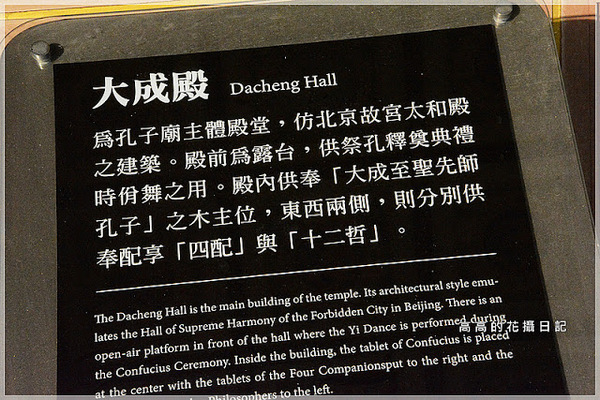 大成殿 Dacheng Hall
爲孔子廟主體殿堂，仿北京故宮太和殿
之建築。殿前爲露台，供祭孔釋奠典禮
時佾舞之用。殿內供奉「大成至聖先師
孔子」之木主位，東西兩側，則分別供
奉配享「四配」與「十二哲」。
The Dacheng Hall is the main building of the temple. Its architectural style emu-
lates the Hall of Supreme Harmony of the Forbidden City in Beijing. There is an
open-air platform in front of the hall where the Yi Dance is performed during
the Confucius Ceremony. Inside the building, the tablet of Confucius is placed
at the center with the tablets of the Four Companionsput to the right and the
Philosophers to the left.
高高的花攝日記